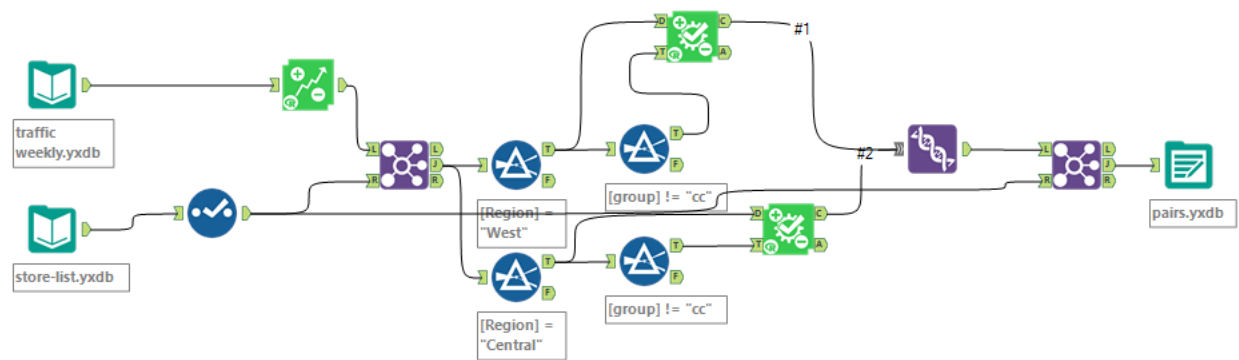 D
C
#1
T
A
traffic
weekly.yxdb
L
L
J
R
R
T
F
T
F
#2
L
L
J
R
R
[group] != "cc"
pairs.yxdb
[Region] =
"West"
D
C
T
A
store-list.yxdb
T
F
T
F
[group] != "cc"
[Region] =
"Central"